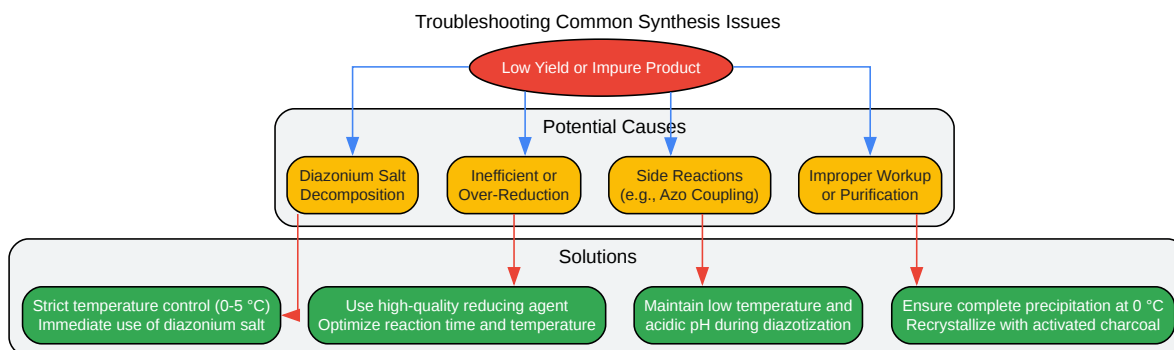 Troubleshooting Common Synthesis Issues
Low Yield or Impure Product
Potential Causes
Diazonium Salt
Decomposition
Inefficient or
Over-Reduction
Side Reactions
(e.g., Azo Coupling)
Improper Workup
or Purification
Solutions
Strict temperature control (0-5 °C)
Immediate use of diazonium salt
Use high-quality reducing agent
Optimize reaction time and temperature
Maintain low temperature and
acidic pH during diazotization
Ensure complete precipitation at 0 °C
Recrystallize with activated charcoal